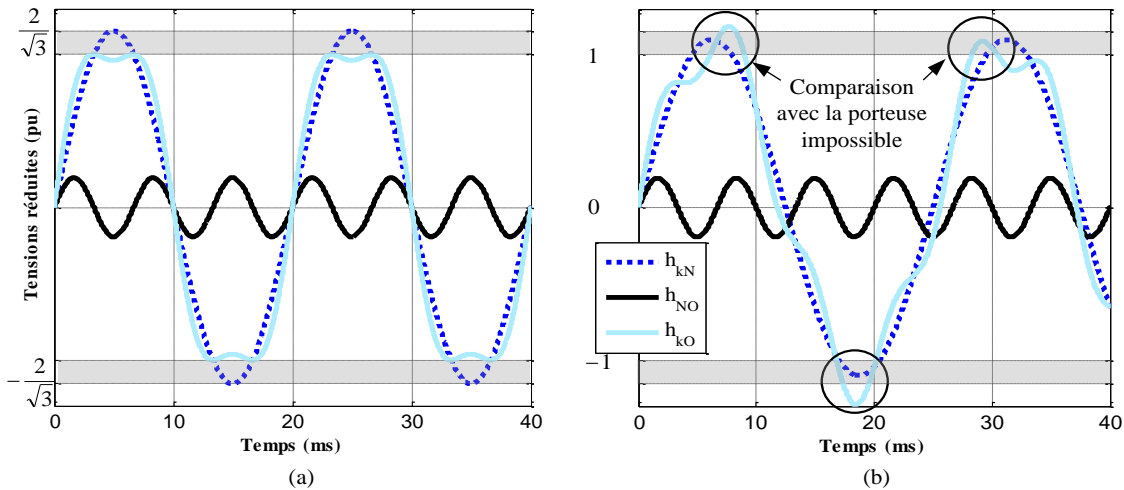 2
√3
1
0
−1
− 2
√3
Tensions réduites (pu)
0 10 20 30 40
Temps (ms)
(a)
Comparaison
avec la porteuse
impossible
h_kN
h_NO
h_kO
0 10 20 30 40
Temps (ms)
(b)